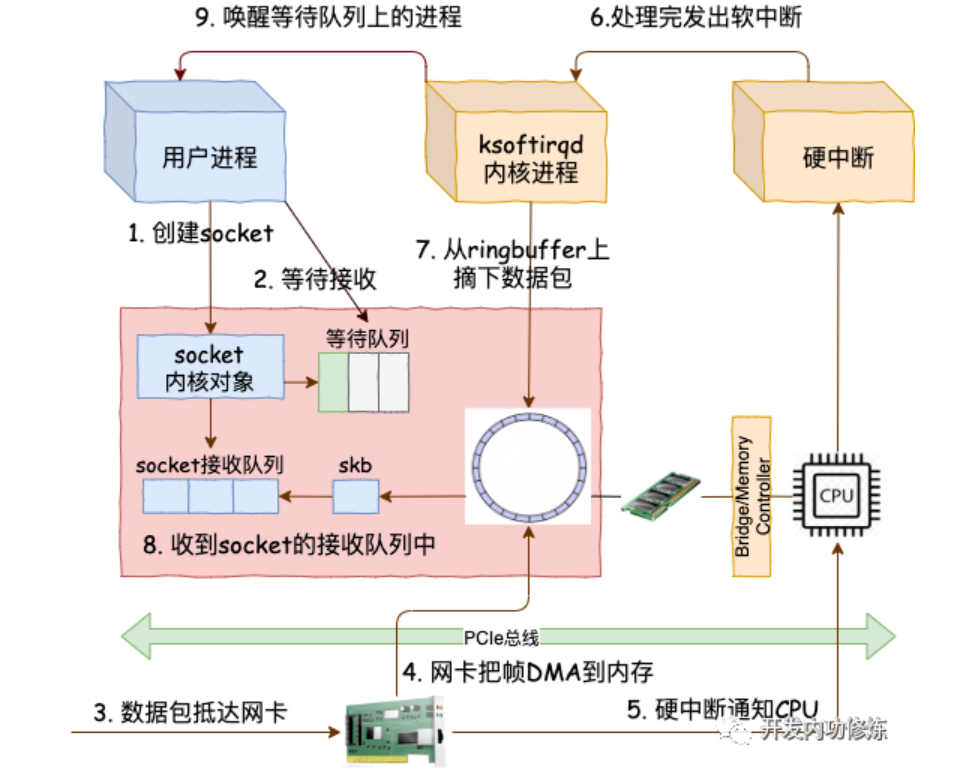 9. 唤醒等待队列上的进程
6.处理完发出软中断
用户进程
ksoftirqd
内核进程
硬中断
1. 创建socket
2. 等待接收
7. 从ringbuffer上
摘下数据包
等待队列
socket
内核对象
socket接收队列
skb
8. 收到socket的接收队列中
Bridge/Memory
Controller
CPU
PCIe总线
4. 网卡把帧DMA到内存
3. 数据包抵达网卡
5. 硬中断通知CPU
开发内功修炼